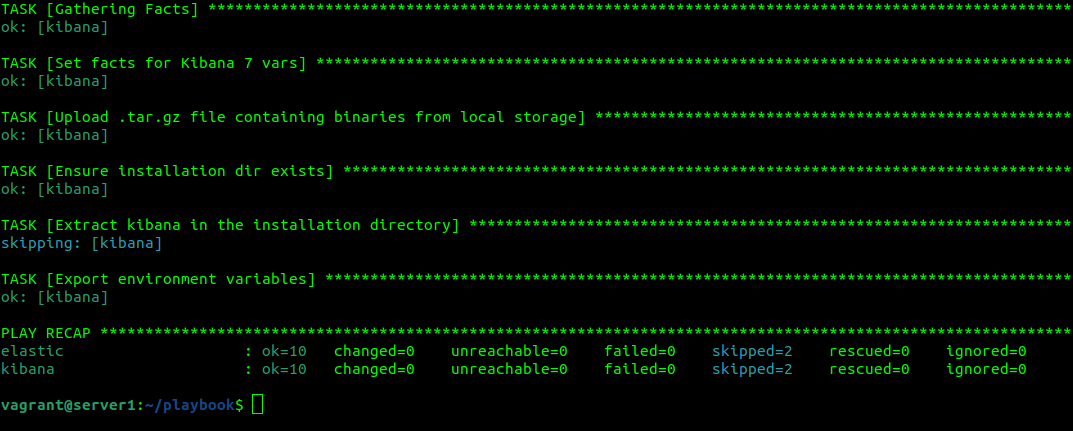 TASK [Gathering Facts] ************************************************************************************************
ok: [kibana]
TASK [Set facts for Kibana 7 vars] ************************************************************************************
ok: [kibana]
TASK [Upload .tar.gz file containing binaries from local storage] *****************************************************
ok: [kibana]
TASK [Ensure installation dir exists] *********************************************************************************
ok: [kibana]
TASK [Extract kibana in the installation directory] *******************************************************************
skipping: [kibana]
TASK [Export environment variables] ***********************************************************************************
ok: [kibana]
PLAY RECAP ************************************************************************************************************
elastic                    : ok=10   changed=0    unreachable=0    failed=0    skipped=2    rescued=0    ignored=0
kibana                     : ok=10   changed=0    unreachable=0    failed=0    skipped=2    rescued=0    ignored=0
vagrant@server1:~/playbook$